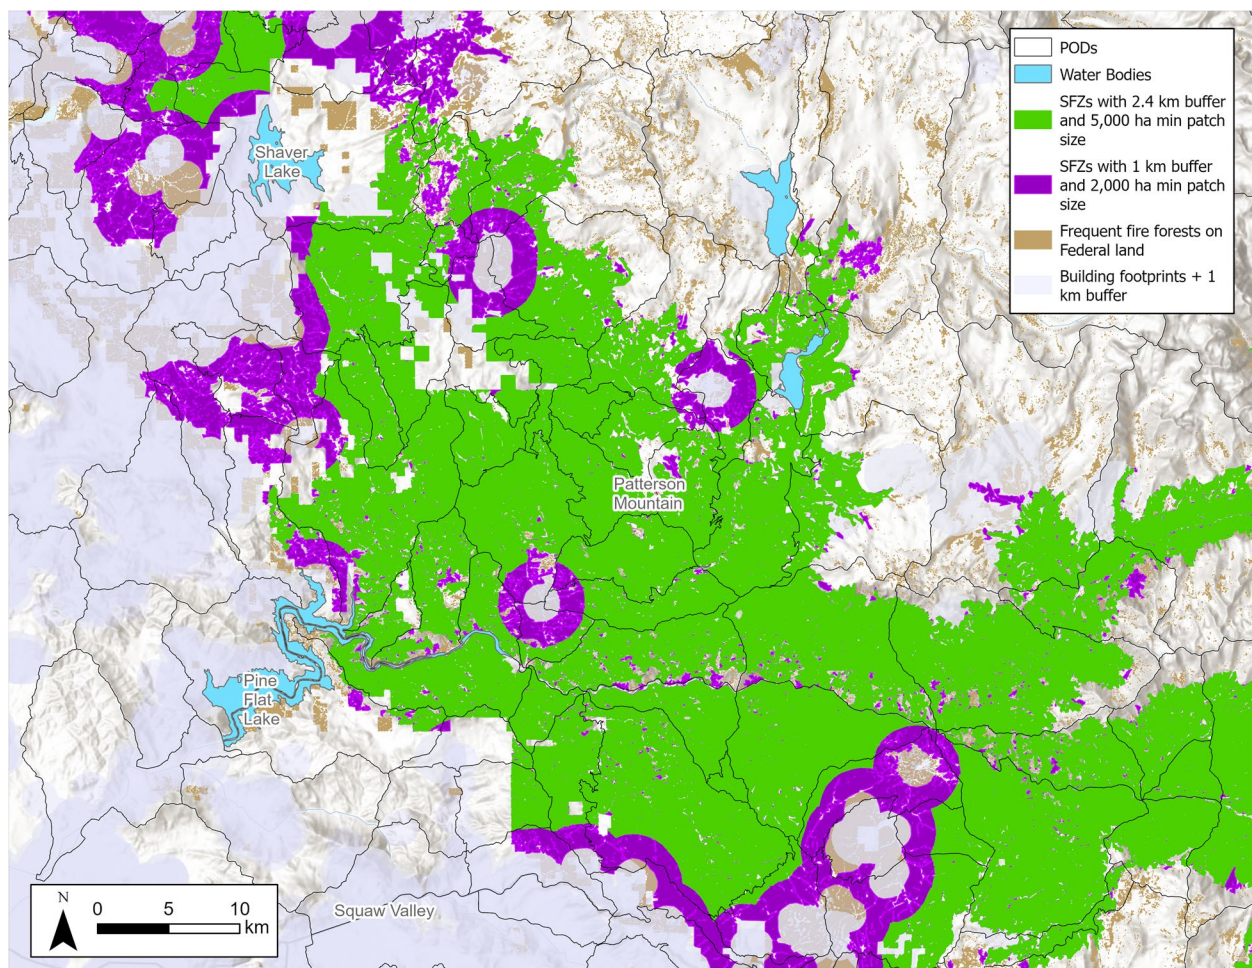 PODs
Water Bodies
SFZs with 2.4 km buffer
and 5,000 ha min patch
size
SFZs with 1 km buffer
and 2,000 ha min patch
size
Frequent fire forests on
Federal land
Building footprints + 1
km buffer
Shaver
Lake
Patterson
Mountain
Pine
Flat
Lake
Squaw Valley
N
0 5 10
km